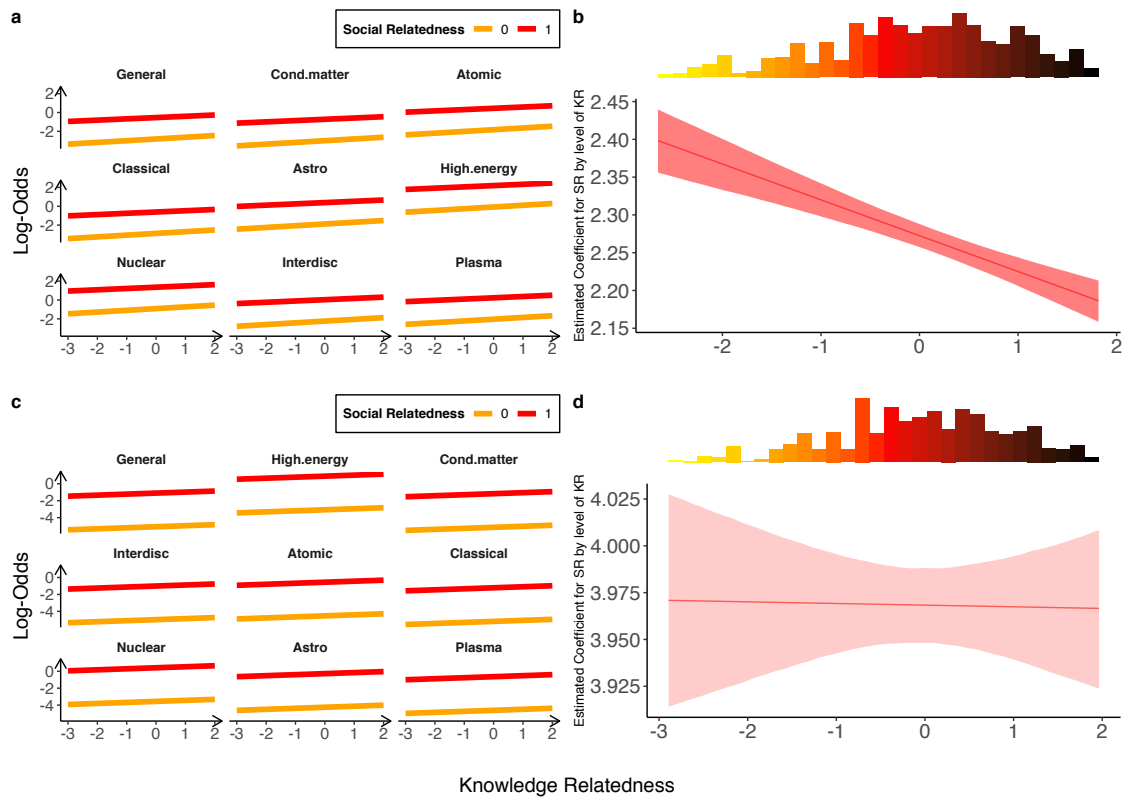 a
Social Relatedness 0 1
General Cond.matter Atomic
2
0
-2
Classical Astro High.energy
2
0
-2
Nuclear Interdisc Plasma
2
0
-2
-3 -2 -1 0 1 2 -3 -2 -1 0 1 2 -3 -2 -1 0 1 2
Log-Odds
b
Estimated Coefficient for SR by level of KR
2.45
2.40
2.35
2.30
2.25
2.20
2.15
-2 -1 0 1 2
c
Social Relatedness 0 1
General High.energy Cond.matter
0
-2
-4
Interdisc Atomic Classical
0
-2
-4
Nuclear Astro Plasma
0
-2
-4
-3 -2 -1 0 1 2 -3 -2 -1 0 1 2 -3 -2 -1 0 1 2
Log-Odds
d
Estimated Coefficient for SR by level of KR
4.025
4.000
3.975
3.950
3.925
-3 -2 -1 0 1 2
Knowledge Relatedness